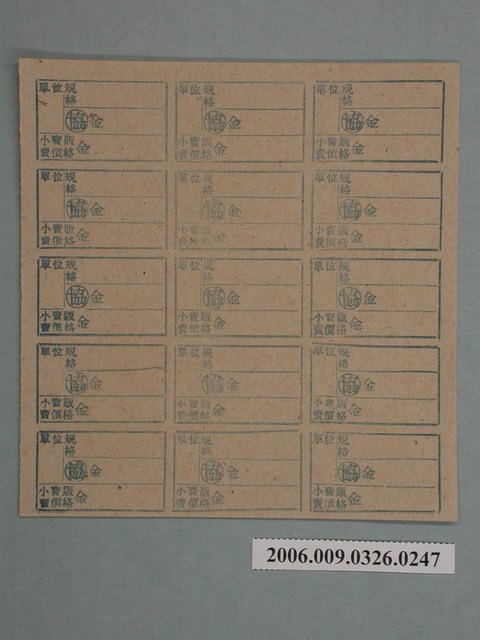 單位規
格
協 金
小賣販
賣價格 金
單位規
格
協 金
小賣販
賣價格 金
單位規
格
協 金
小賣販
賣價格 金
單位規
格
協 金
小賣販
賣價格 金
單位規
格
協 金
小賣販
賣價格 金
單位規
格
協 金
小賣販
賣價格 金
單位規
格
協 金
小賣販
賣價格 金
單位規
格
協 金
小賣販
賣價格 金
單位規
格
協 金
小賣販
賣價格 金
單位規
格
協 金
小賣販
賣價格 金
單位規
格
協 金
小賣販
賣價格 金
單位規
格
協 金
小賣販
賣價格 金
單位規
格
協 金
小賣販
賣價格 金
單位規
格
協 金
小賣販
賣價格 金
單位規
格
協 金
小賣販
賣價格 金
2006.009.0326.0247